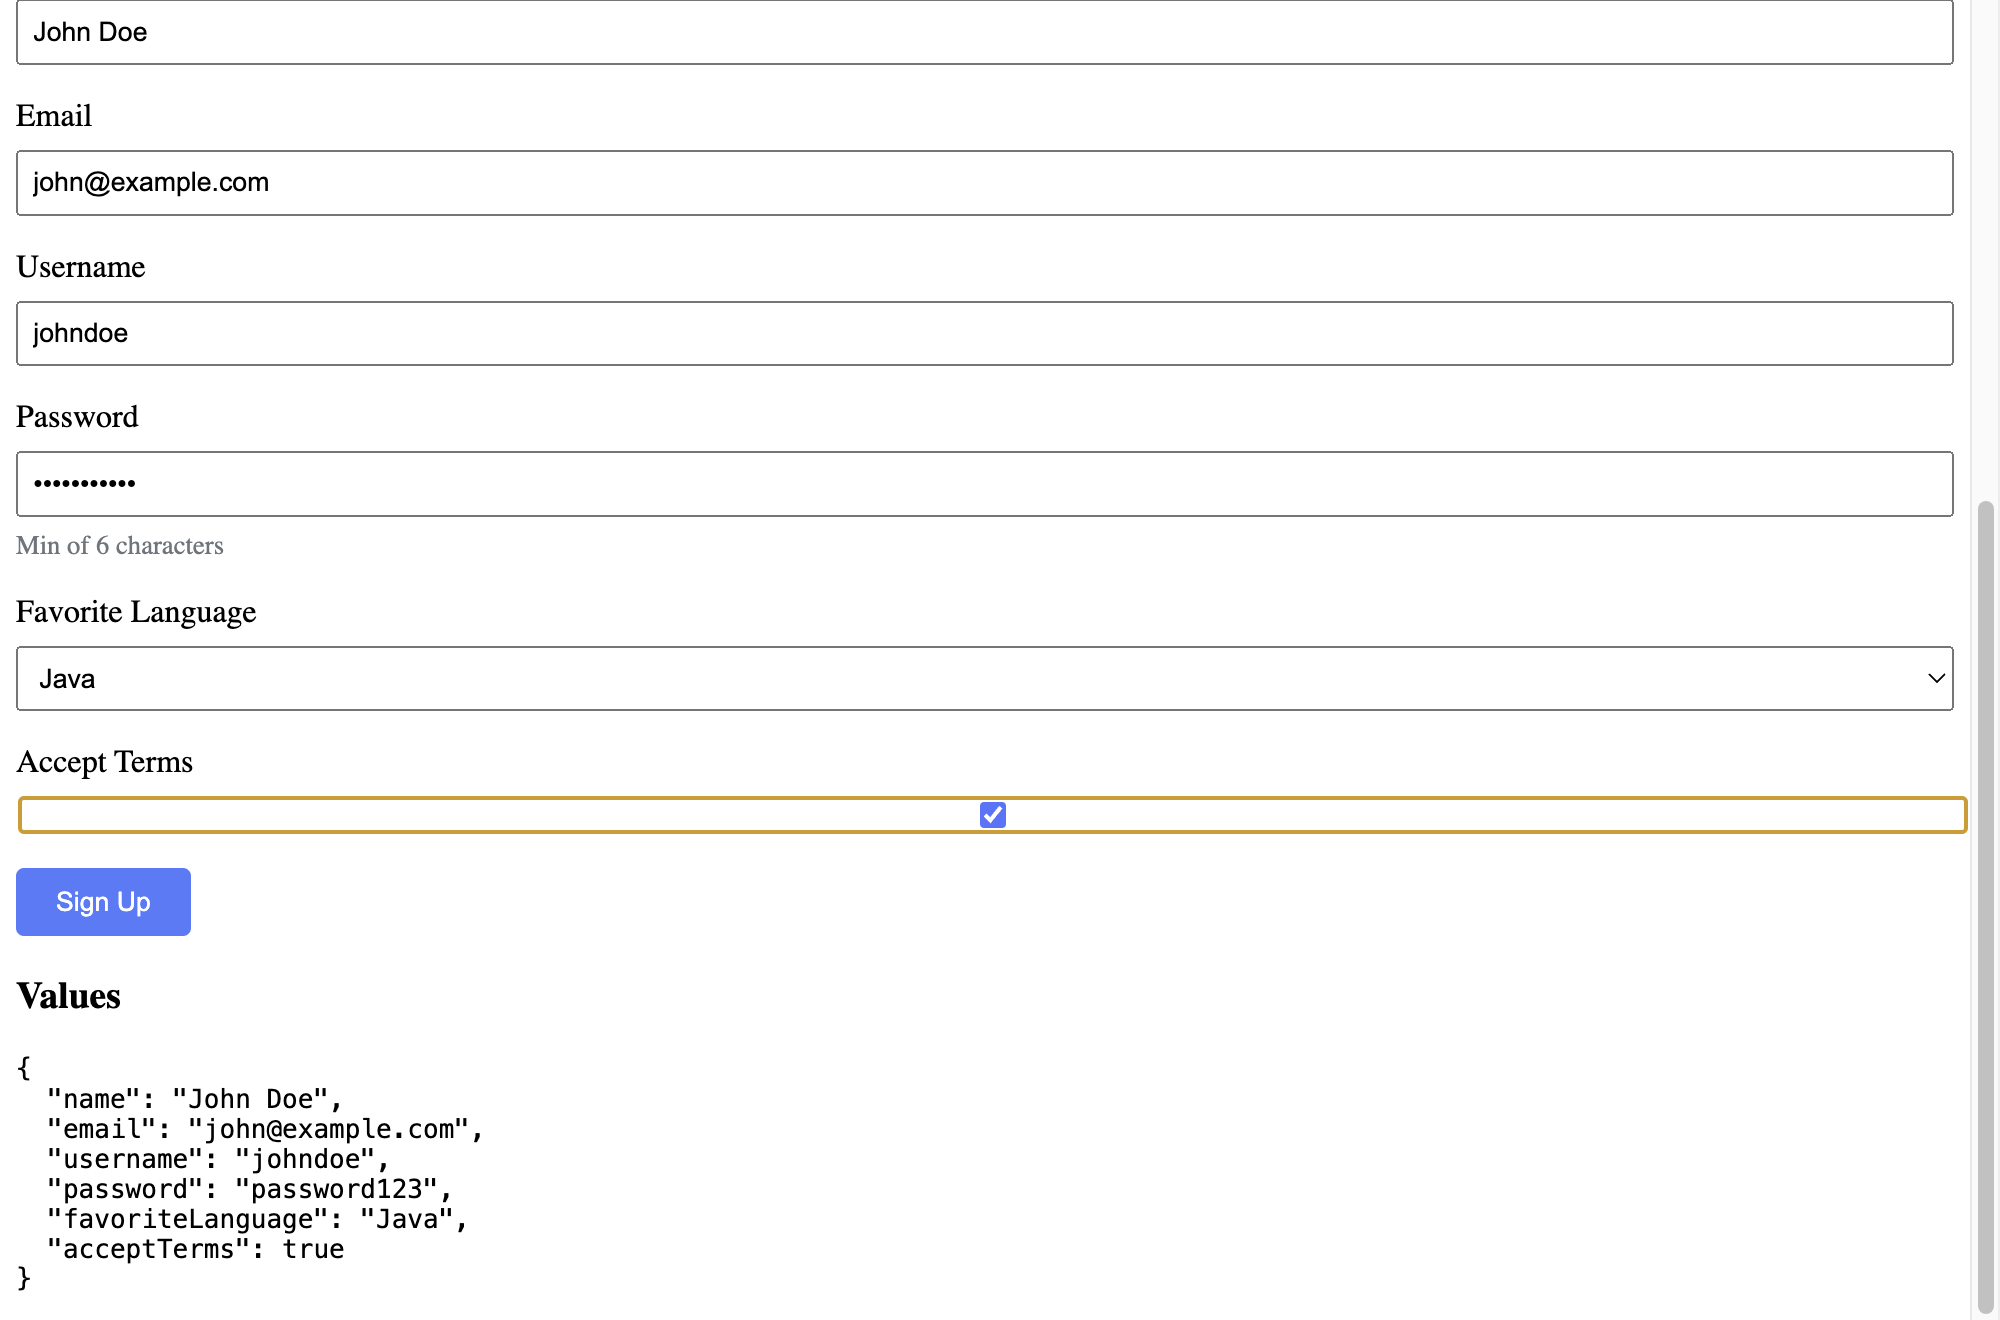 John Doe
Email
john@example.com
Username
johndoe
Password
•••••••••••
Min of 6 characters
Favorite Language
Java
Accept Terms
Sign Up
Values
{
  "name": "John Doe",
  "email": "john@example.com",
  "username": "johndoe",
  "password": "password123",
  "favoriteLanguage": "Java",
  "acceptTerms": true
}